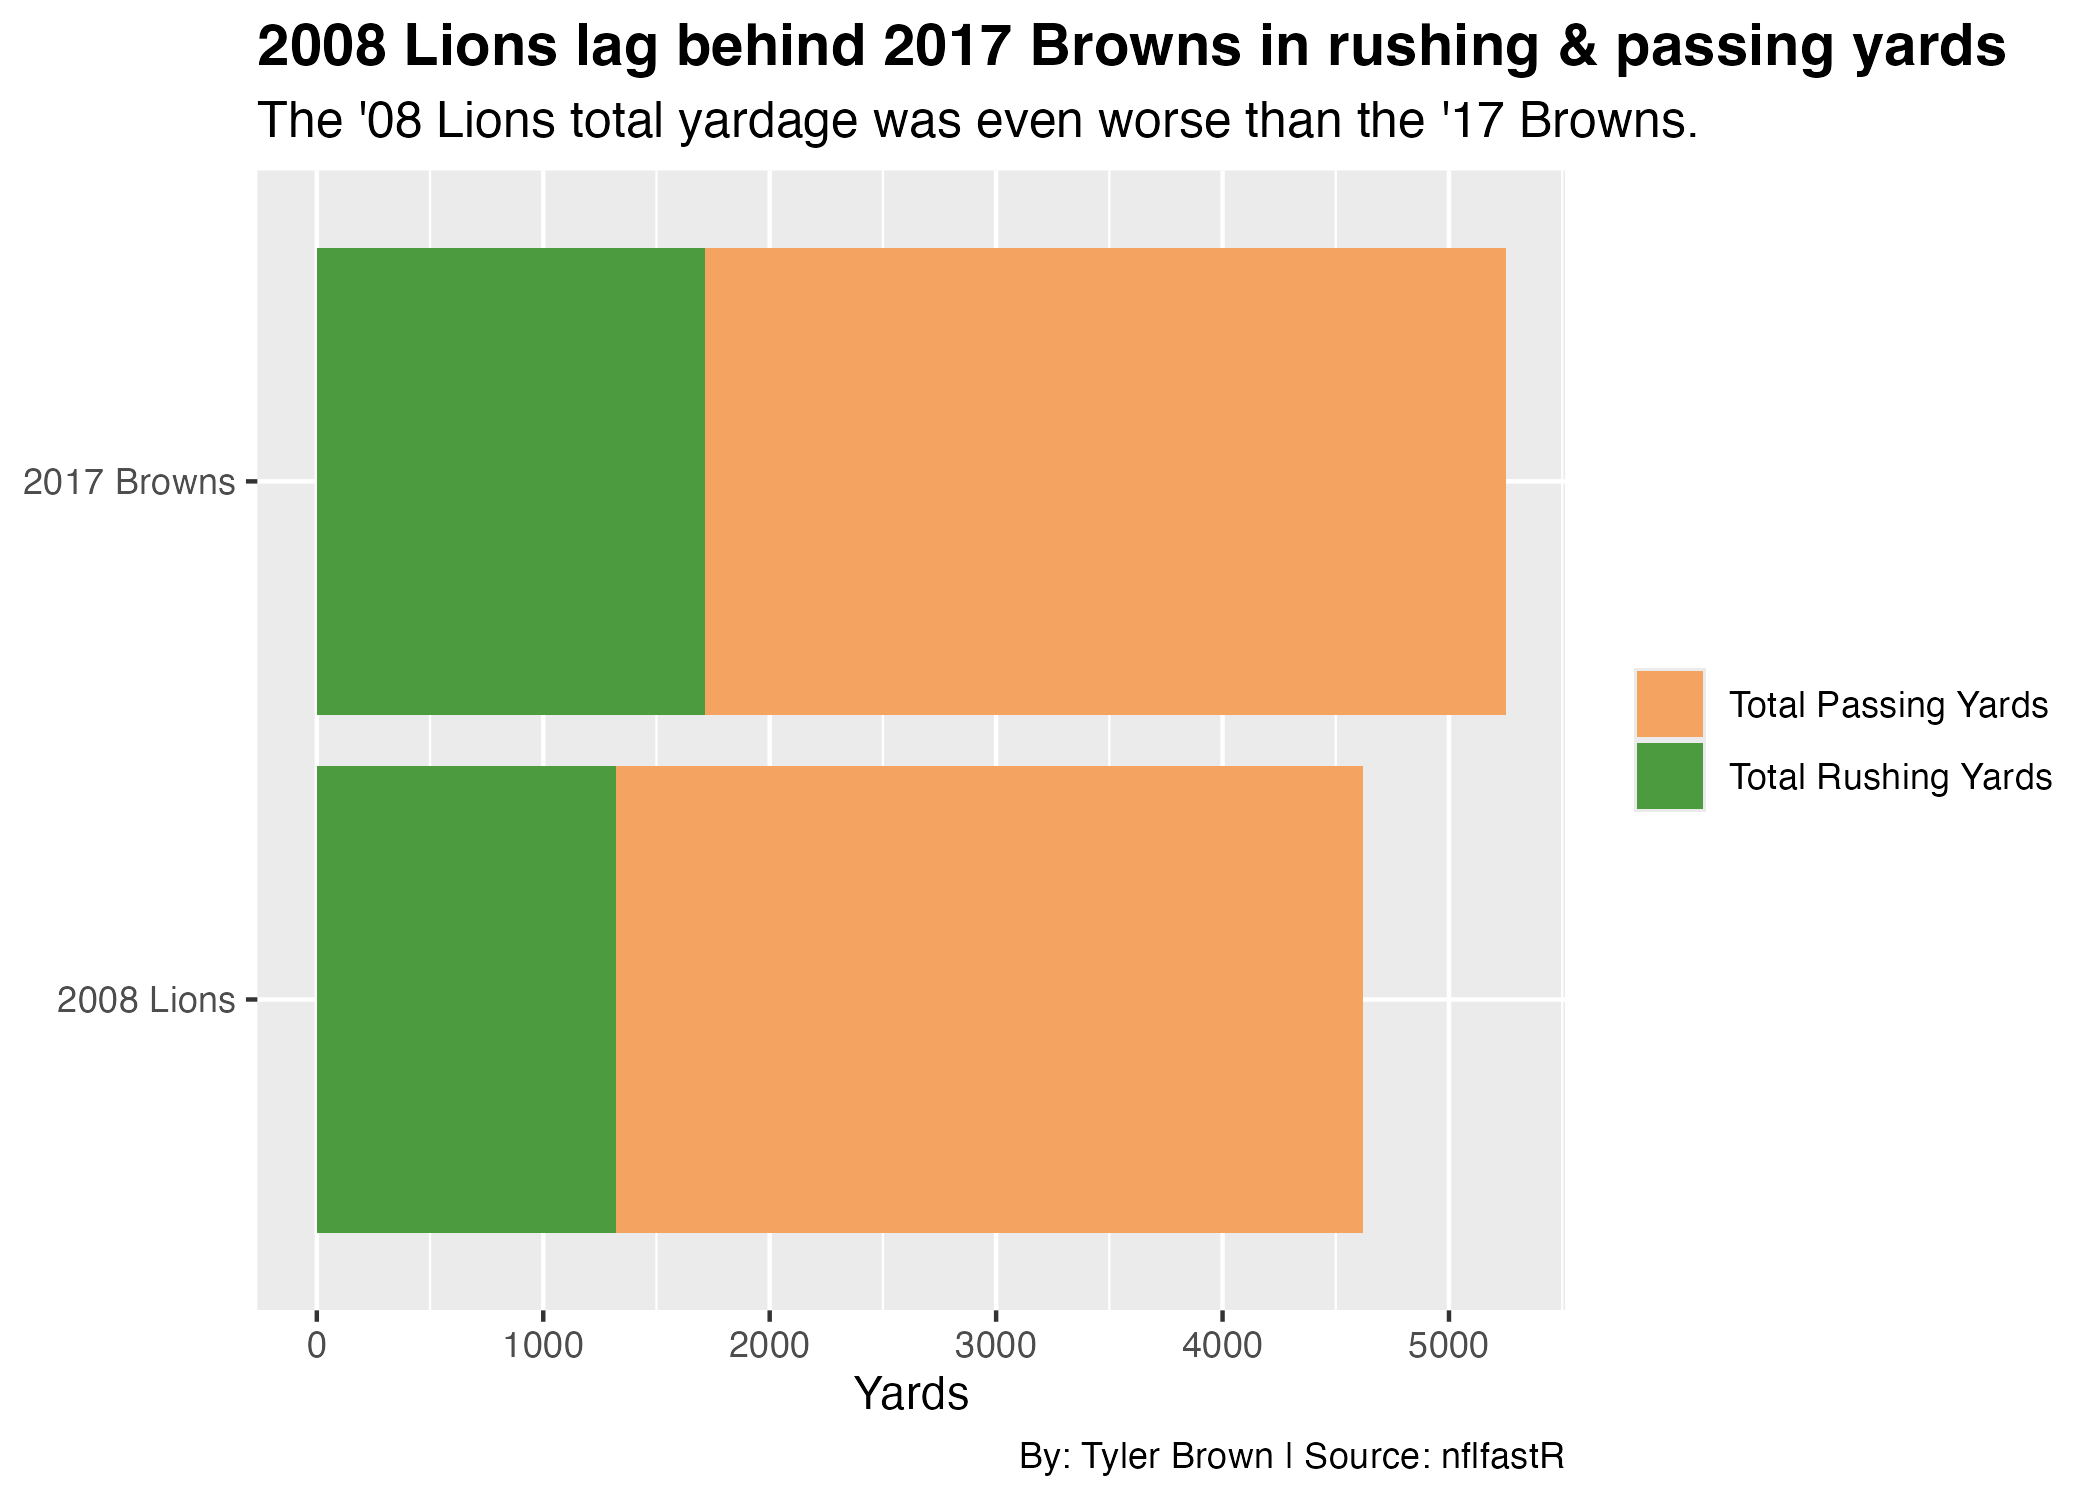 2008 Lions lag behind 2017 Browns in rushing & passing yards
The '08 Lions total yardage was even worse than the '17 Browns.
2017 Browns
2008 Lions
Total Passing Yards
Total Rushing Yards
0 1000 2000 3000 4000 5000
Yards
By: Tyler Brown | Source: nflfastR